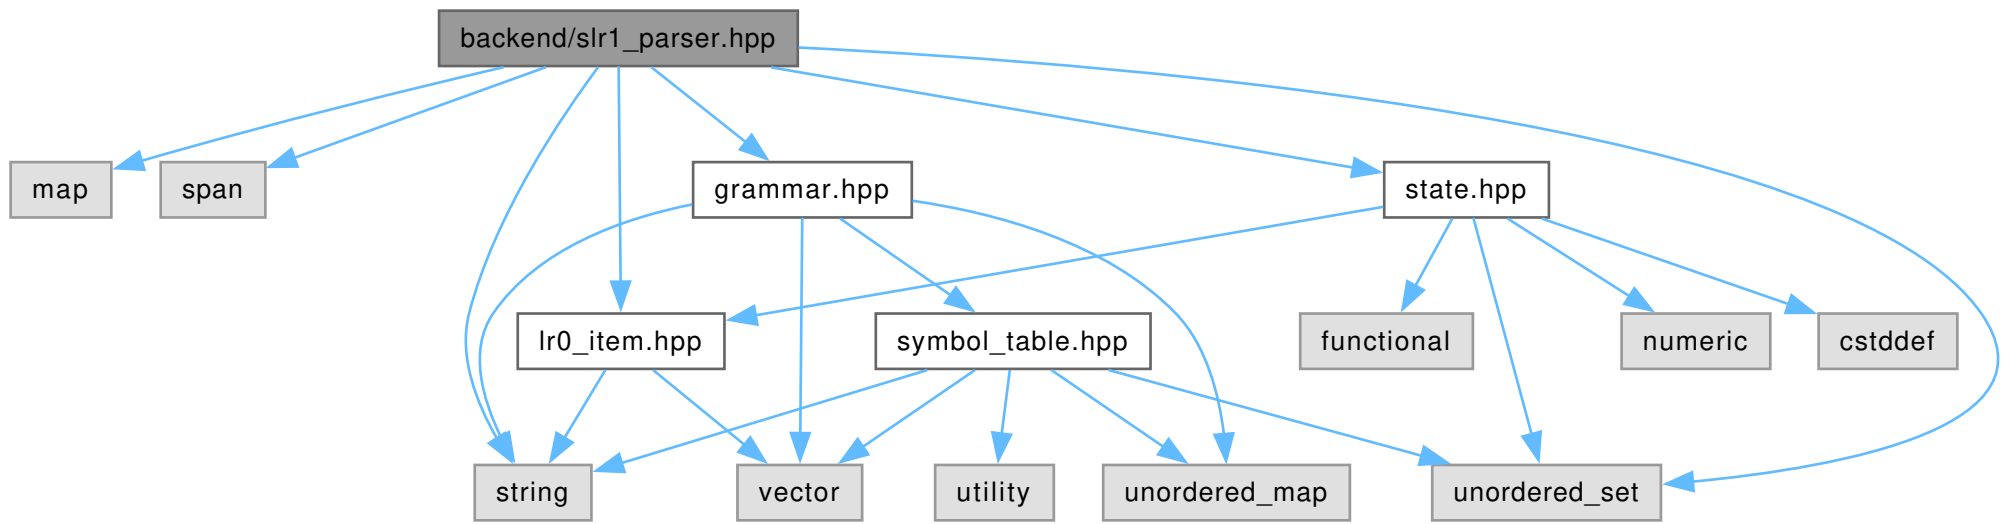 backend/slr1_parser.hpp
map
span
grammar.hpp
state.hpp
lr0_item.hpp
symbol_table.hpp
functional
numeric
cstddef
string
vector
utility
unordered_map
unordered_set